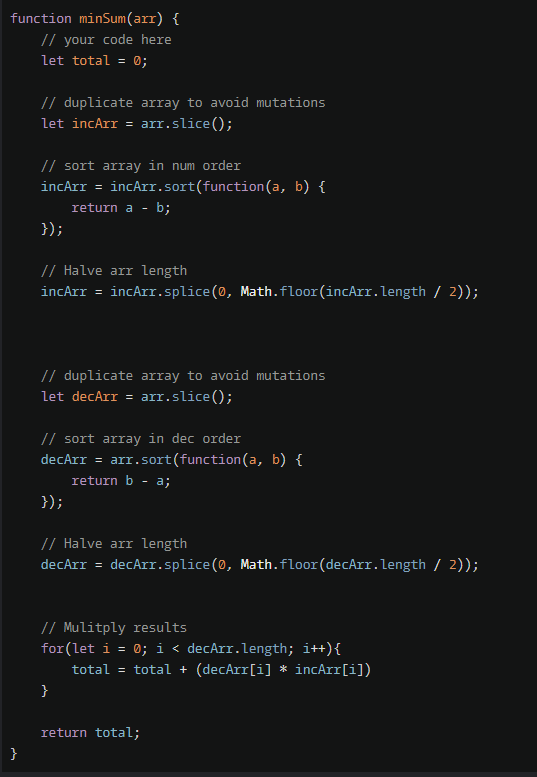 function minSum(arr) {
    // your code here
    let total = 0;
    // duplicate array to avoid mutations
    let incArr = arr.slice();
    // sort array in num order
    incArr = incArr.sort(function(a, b) {
        return a - b;
    });
    // Halve arr length
    incArr = incArr.splice(0, Math.floor(incArr.length / 2));
    // duplicate array to avoid mutations
    let decArr = arr.slice();
    // sort array in dec order
    decArr = arr.sort(function(a, b) {
        return b - a;
    });
    // Halve arr length
    decArr = decArr.splice(0, Math.floor(decArr.length / 2));
    // Mulitply results
    for(let i = 0; i < decArr.length; i++){
        total = total + (decArr[i] * incArr[i])
    }
    return total;
}